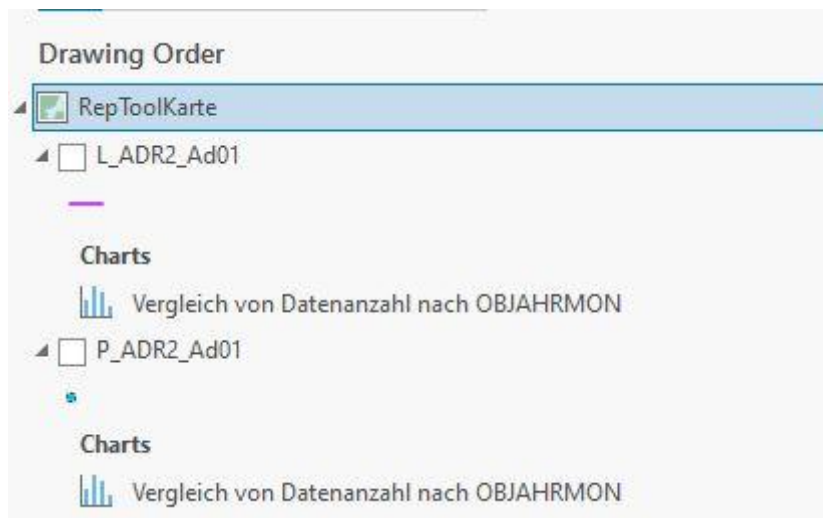 Drawing Order
RepToolKarte
L_ADR2_Ad01
Charts
Vergleich von Datenanzahl nach OBJAHRMON
P_ADR2_Ad01
Charts
Vergleich von Datenanzahl nach OBJAHRMON